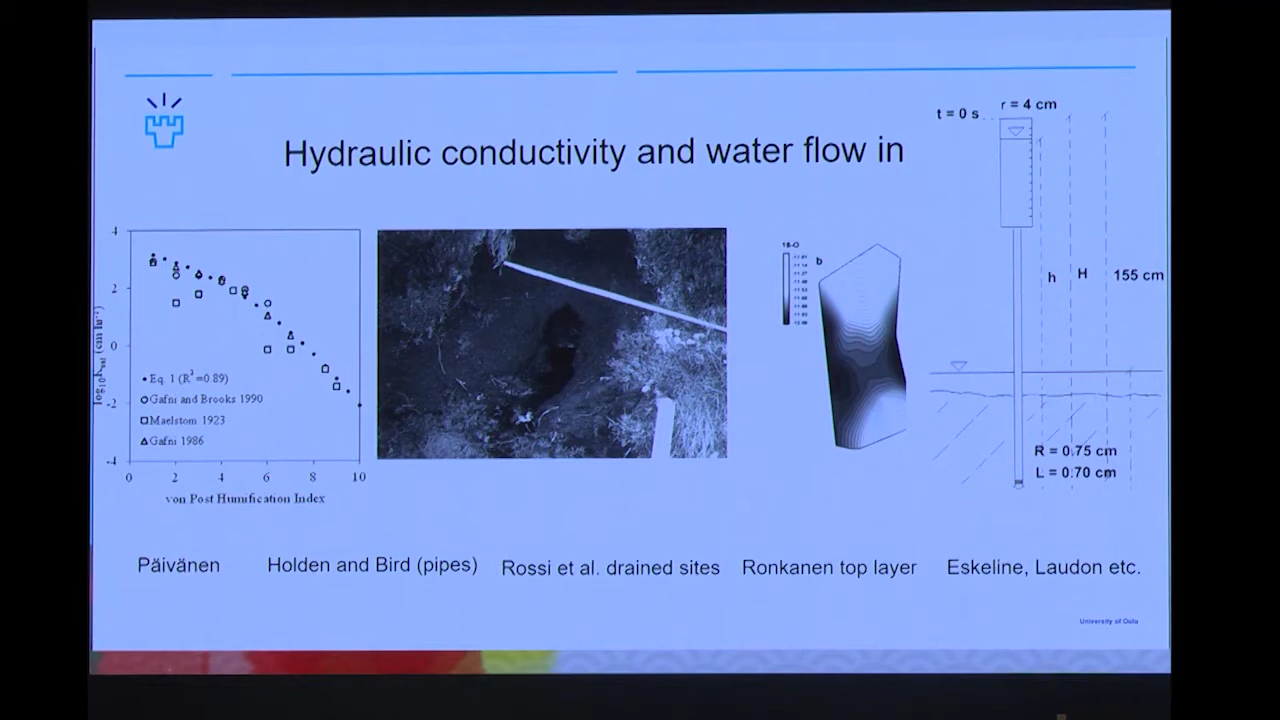 Hydraulic conductivity and water flow in
t = 0 s
r = 4 cm
h
H
155 cm
R = 0.75 cm
L = 0.70 cm
4
2
0
-2
-4
Eq. 1 (R²=0.89)
Gafni and Brooks 1990
Maelstom 1923
Gafni 1986
0 2 4 6 8 10
von Post Humification Index
18-O
b
Päivänen
Holden and Bird (pipes)
Rossi et al. drained sites
Ronkanen top layer
Eskeline, Laudon etc.
University of Oulu